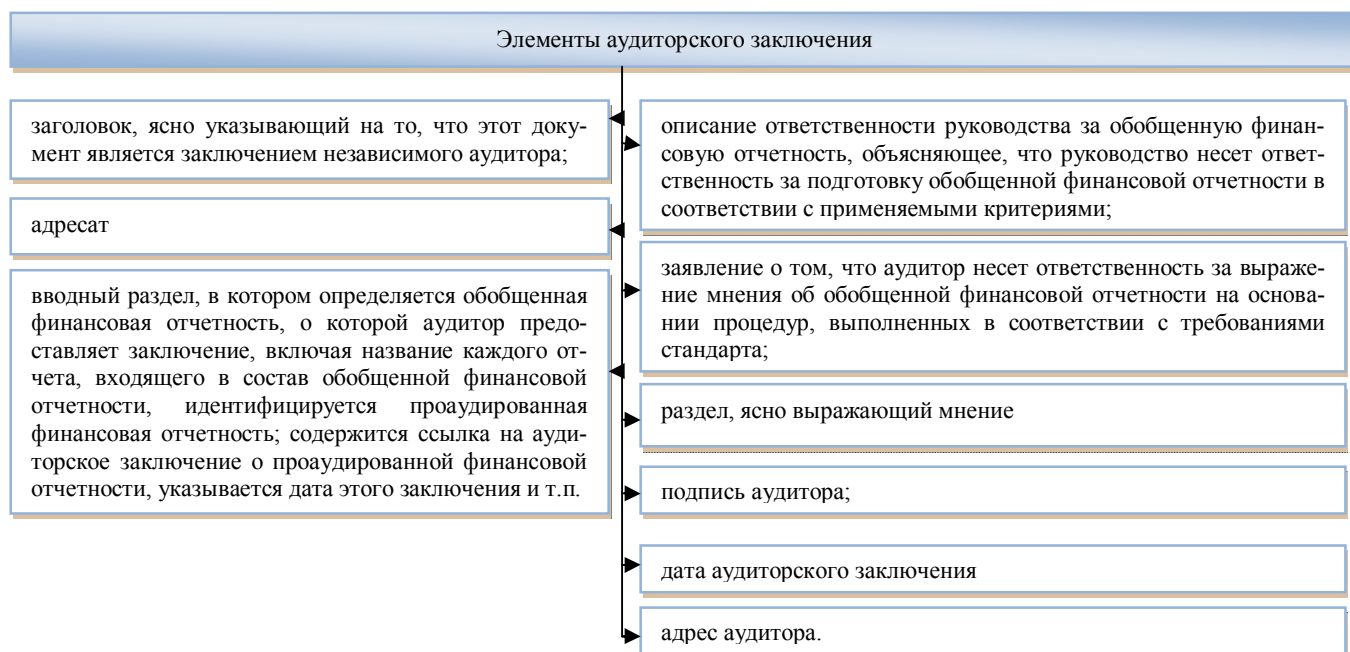 Элементы аудиторского заключения
заголовок, ясно указывающий на то, что этот доку-
мент является заключением независимого аудитора;
адресат
вводный раздел, в котором определяется обобщенная
финансовая отчетность, о которой аудитор предо-
ставляет заключение, включая название каждого от-
чета, входящего в состав обобщенной финансовой
отчетности, идентифицируется проаудированная
финансовая отчетность; содержится ссылка на ауди-
торское заключение о проаудированной финансовой
отчетности, указывается дата этого заключения и т.п.
описание ответственности руководства за обобщенную финан-
совую отчетность, объясняющее, что руководство несет ответ-
ственность за подготовку обобщенной финансовой отчетности в
соответствии с применяемыми критериями;
заявление о том, что аудитор несет ответственность за выраже-
ние мнения об обобщенной финансовой отчетности на основа-
нии процедур, выполненных в соответствии с требованиями
стандарта;
раздел, ясно выражающий мнение
подпись аудитора;
дата аудиторского заключения
адрес аудитора.